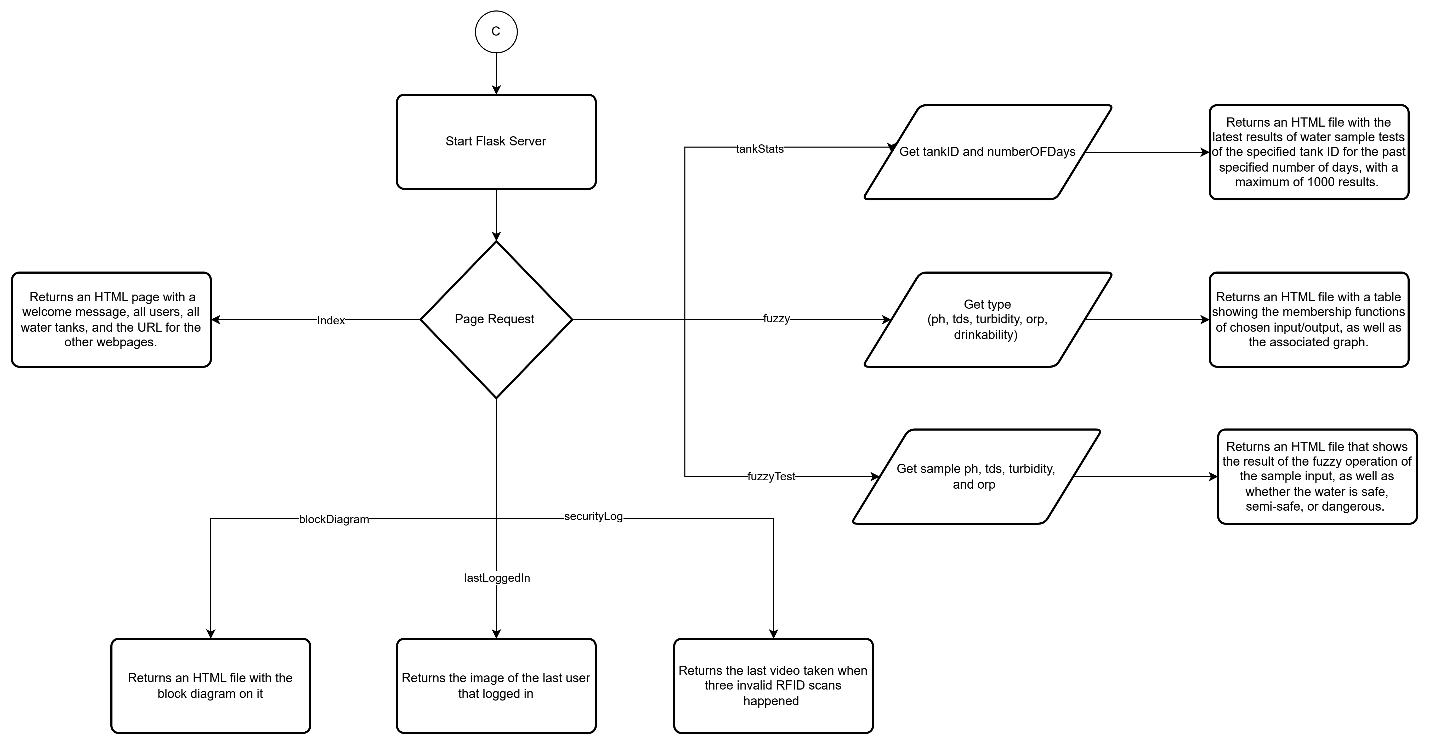 C
Start Flask Server
tankStats
Get tankID and numberOFDays
Returns an HTML file with the
latest results of water sample tests
of the specified tank ID for the past
specified number of days, with a
maximum of 1000 results.
Returns an HTML page with a
welcome message, all users, all
water tanks, and the URL for the
other webpages.
Index
Page Request
fuzzy
Get type
(ph, tds, turbidity, orp,
drinkability)
Returns an HTML file with a table
showing the membership functions
of chosen input/output, as well as
the associated graph.
fuzzyTest
Get sample ph, tds, turbidity,
and orp
Returns an HTML file that shows
the result of the fuzzy operation of
the sample input, as well as
whether the water is safe,
semi-safe, or dangerous.
blockDiagram
securityLog
lastLoggedIn
Returns an HTML file with the
block diagram on it
Returns the image of the last user
that logged in
Returns the last video taken when
three invalid RFID scans
happened